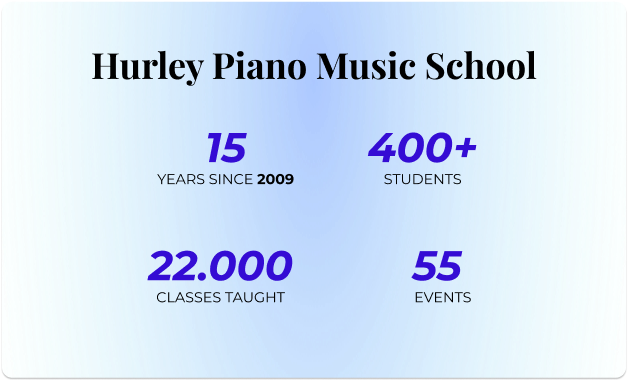 Hurley Piano Music School
15
YEARS SINCE 2009
400+
STUDENTS
22.000
CLASSES TAUGHT
55
EVENTS